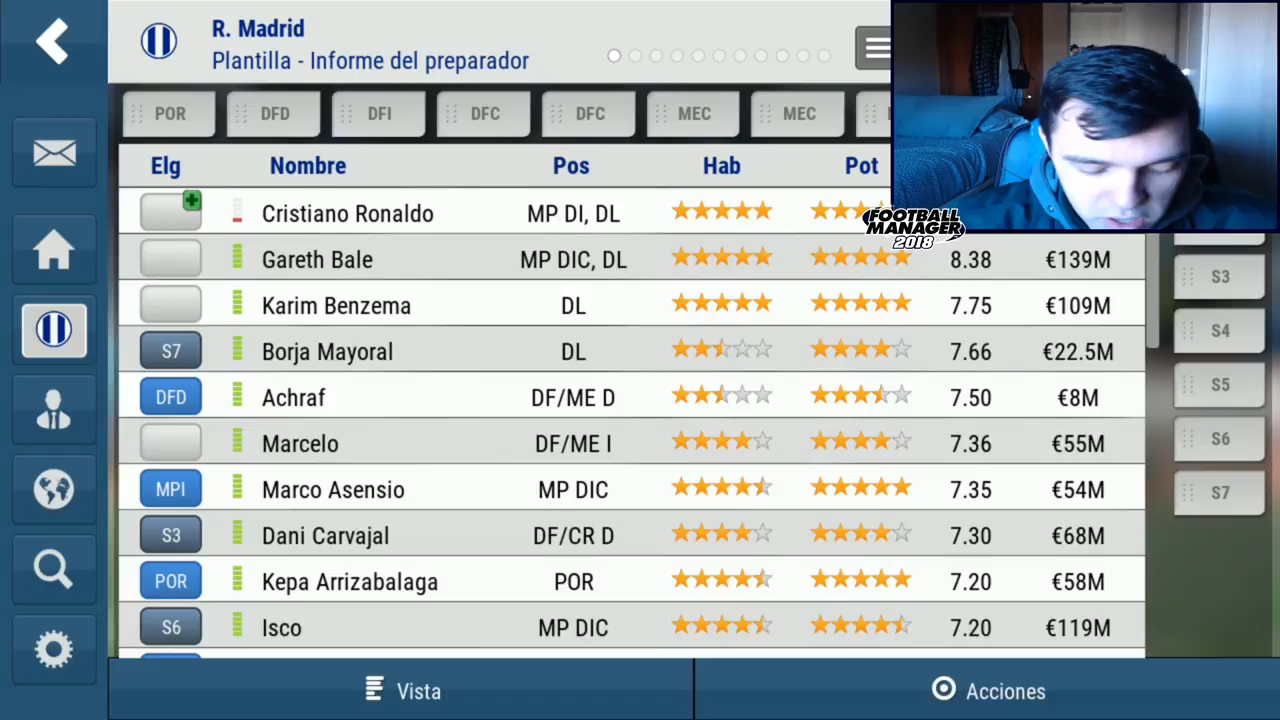 R. Madrid
Plantilla - Informe del preparador
POR DFD DFI DFC DFC MEC MEC
Elg Nombre Pos Hab Pot
Cristiano Ronaldo MP DI, DL
FOOTBALL
MANAGER
2018
Gareth Bale MP DIC, DL 8.38 €139M
S3
Karim Benzema DL 7.75 €109M
S4
S7 Borja Mayoral DL 7.66 €22.5M
S5
DFD Achraf DF/ME D 7.50 €8M
Marcelo DF/ME I 7.36 €55M
S6
MPI Marco Asensio MP DIC 7.35 €54M
S7
S3 Dani Carvajal DF/CR D 7.30 €68M
POR Kepa Arrizabalaga POR 7.20 €58M
S6 Isco MP DIC 7.20 €119M
Vista Acciones